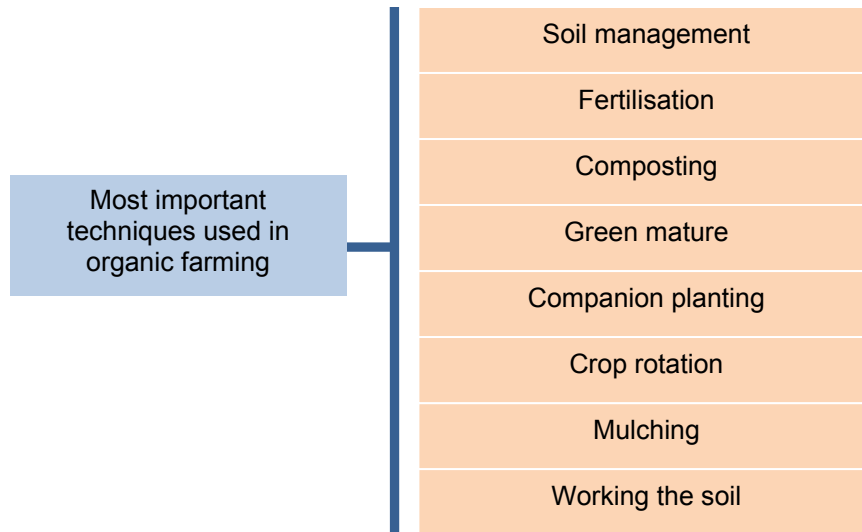 Most important
techniques used in
organic farming
Soil management
Fertilisation
Composting
Green mature
Companion planting
Crop rotation
Mulching
Working the soil